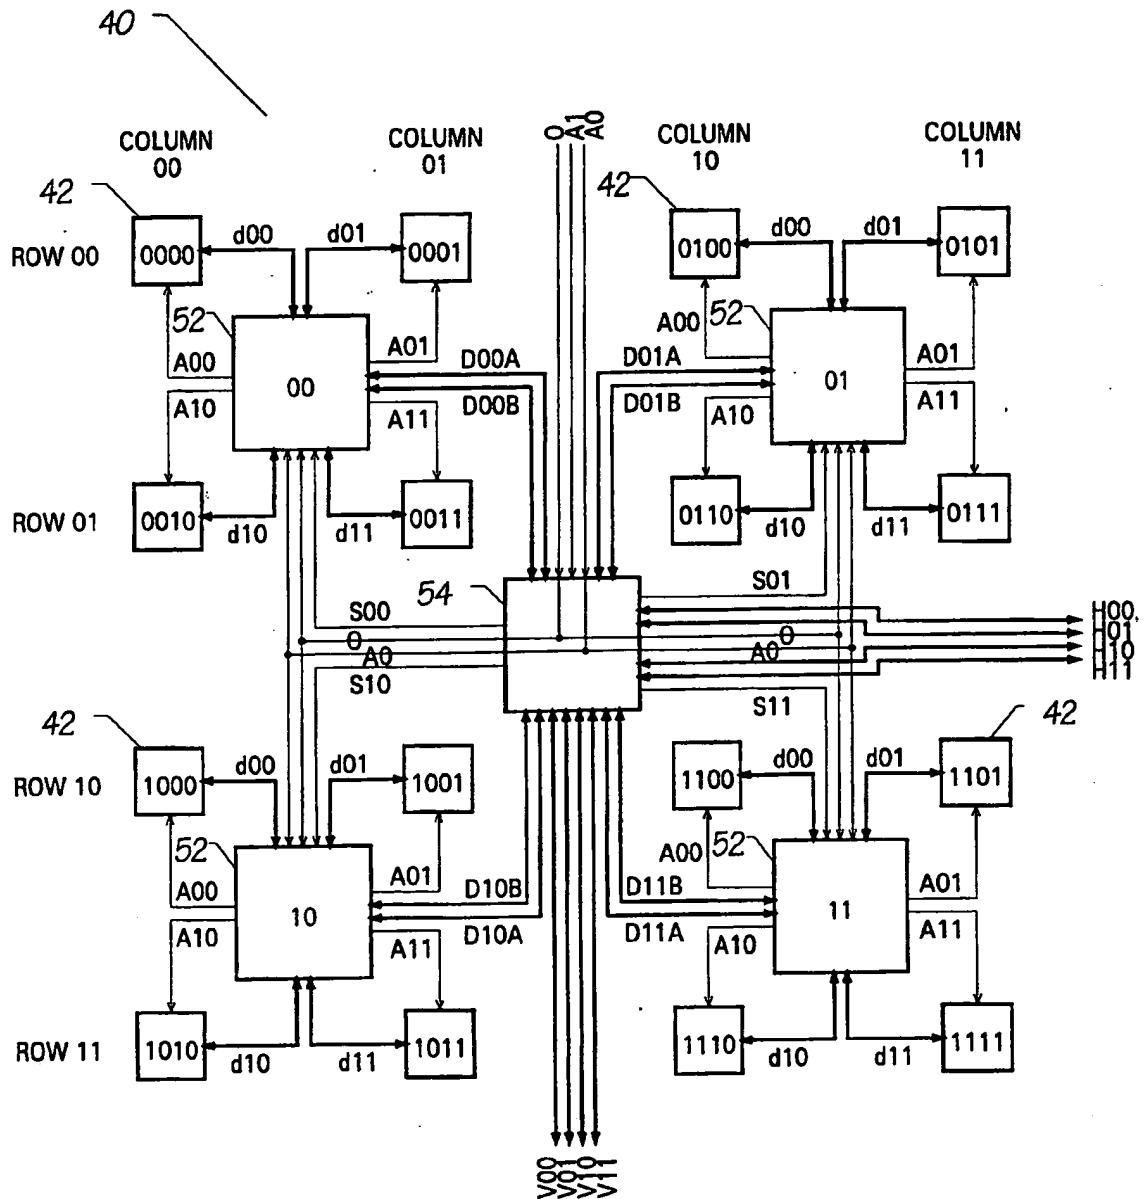 40
COLUMN
00
COLUMN
01
O
A1
A0
COLUMN
10
COLUMN
11
42
42
ROW 00
0000
d00
d01
0001
0100
d00
d01
0101
52
A00
A01
00
A10
A11
D00A
D00B
D01A
D01B
A00
52
A01
01
A10
A11
ROW 01
0010
d10
d11
0011
0110
d10
d11
0111
54
S00
O
A0
S10
S01
O
A0
S11
H00
H01
H10
H11
42
42
ROW 10
1000
d00
d01
1001
1100
d00
d01
1101
52
A00
A01
10
A10
A11
D10B
D10A
D11B
D11A
A00
52
A01
11
A10
A11
ROW 11
1010
d10
d11
1011
1110
d10
d11
1111
V00
V01
V10
V11